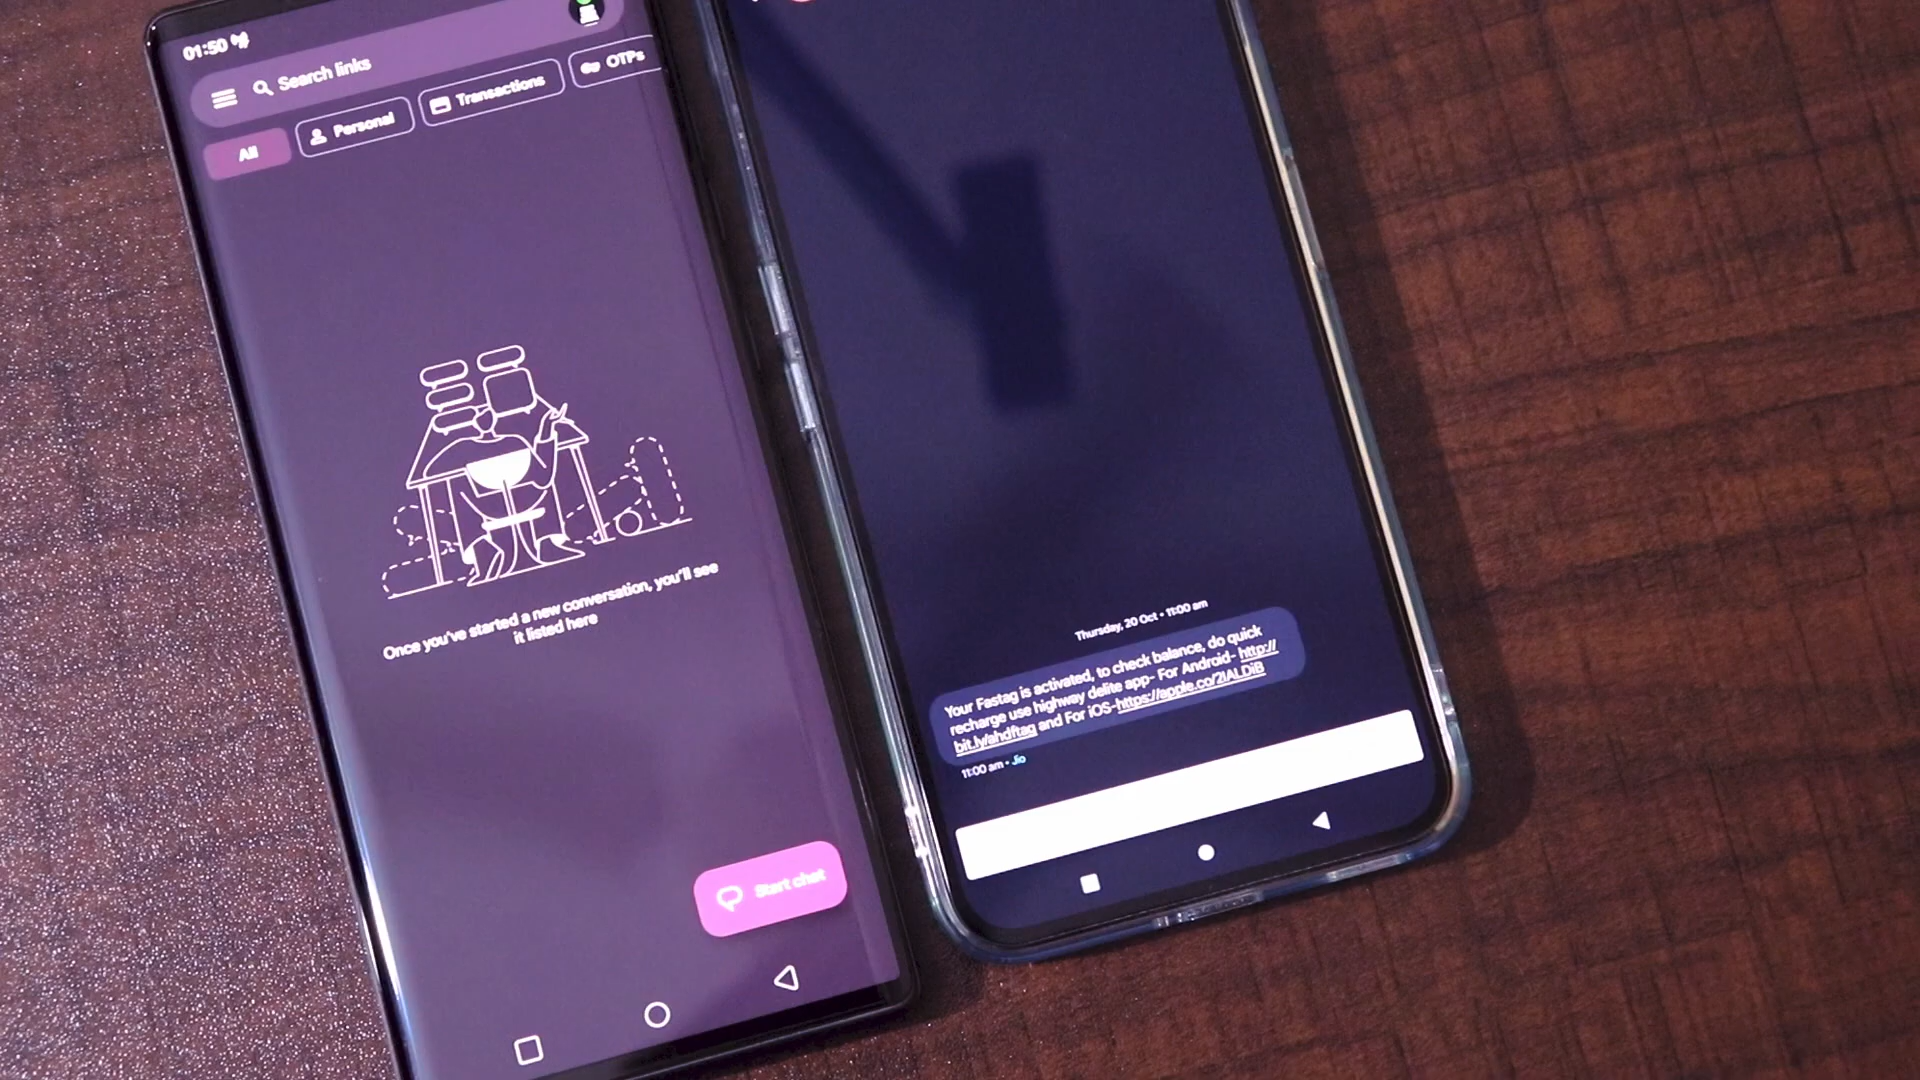 01:50
Search links
All
Personal
Transactions
OTPs
Once you've started a new conversation, you'll see
it listed here
Start chat
Thursday, 20 Oct • 11:00 am
Your Fastag is activated, to check balance, do quick
recharge use highway delite app- For Android- http://
bit.ly/ahdftag and For iOS-https://apple.co/2IALDiB
11:00 am • Jio